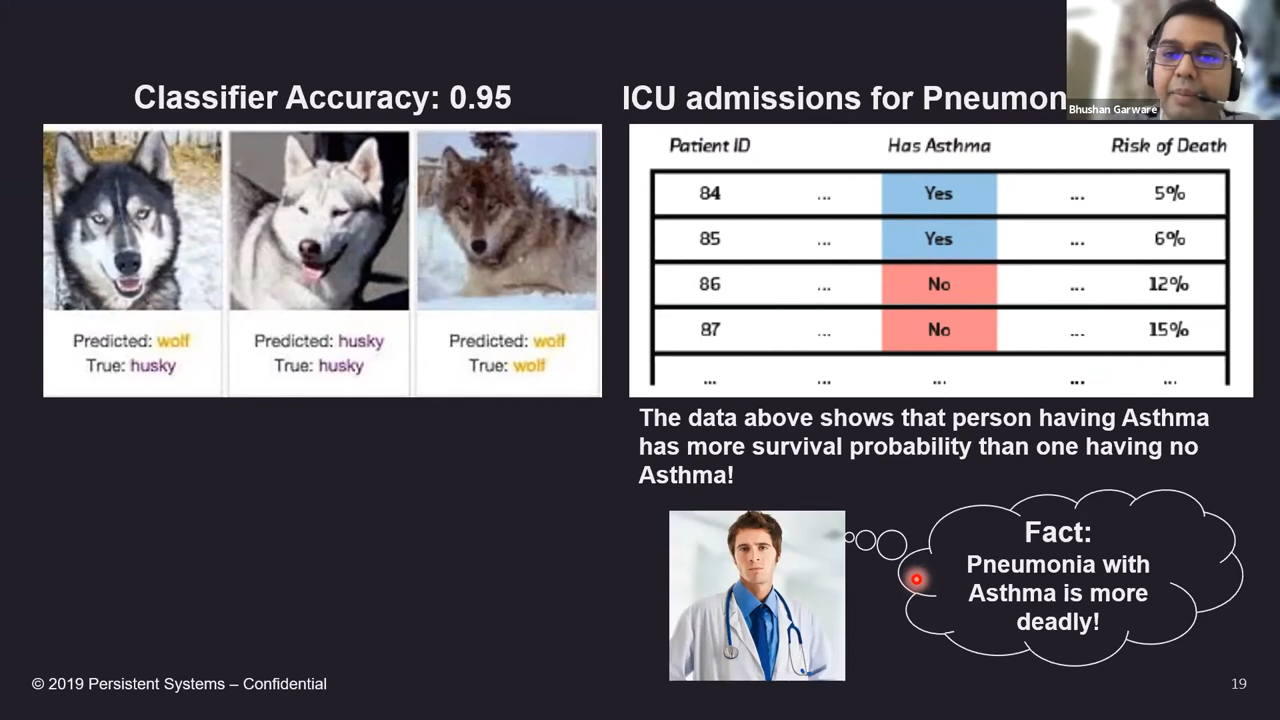 Classifier Accuracy: 0.95
Predicted: wolf
True: husky
Predicted: husky
True: husky
Predicted: wolf
True: wolf
ICU admissions for Pneumon
Bhushan Garware
Patient ID Has Asthma Risk of Death
84 ... Yes ... 5%
85 ... Yes ... 6%
86 ... No ... 12%
87 ... No ... 15%
... ... ... ... ...
The data above shows that person having Asthma
has more survival probability than one having no
Asthma!
Fact:
Pneumonia with
Asthma is more
deadly!
© 2019 Persistent Systems – Confidential
19